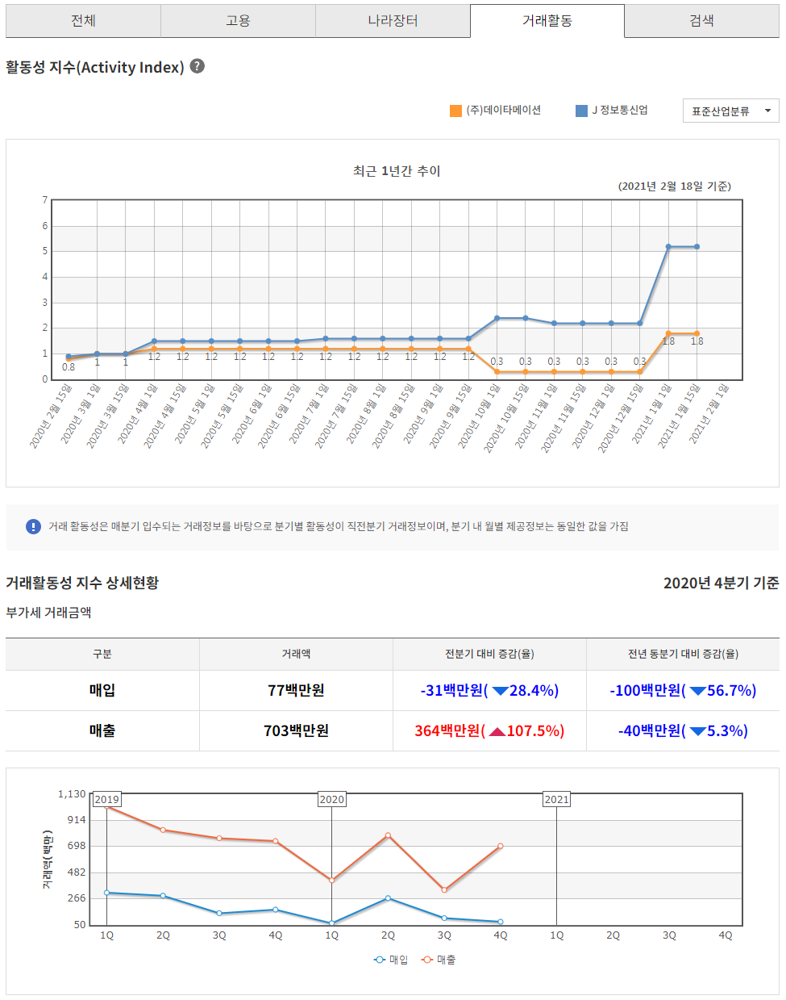 전체 고용 나라장터 거래활동 검색
활동성 지수(Activity Index) ?
(주)데이타메이션 J 정보통신업 표준산업분류
최근 1년간 추이
(2021년 2월 18일 기준)
7
6
5
4
3
2
1
0
0.8 1 1 1.2 1.2 1.2 1.2 1.2 1.2 1.2 1.2 1.2 1.2 1.2 1.2 0.3 0.3 0.3 0.3 0.3 0.3 1.8 1.8
2020년 2월 15일
2020년 3월 1일
2020년 3월 15일
2020년 4월 1일
2020년 4월 15일
2020년 5월 1일
2020년 5월 15일
2020년 6월 1일
2020년 6월 15일
2020년 7월 1일
2020년 7월 15일
2020년 8월 1일
2020년 8월 15일
2020년 9월 1일
2020년 9월 15일
2020년 10월 1일
2020년 10월 15일
2020년 11월 1일
2020년 11월 15일
2020년 12월 1일
2020년 12월 15일
2021년 1월 1일
2021년 1월 15일
2021년 2월 1일
거래 활동성은 매분기 입수되는 거래정보를 바탕으로 분기별 활동성이 직전분기 거래정보이며, 분기 내 월별 제공정보는 동일한 값을 가짐
거래활동성 지수 상세현황 2020년 4분기 기준
부가세 거래금액
구분 거래액 전분기 대비 증감(율) 전년 동분기 대비 증감(율)
매입 77백만원 -31백만원( ▼28.4%) -100백만원( ▼56.7%)
매출 703백만원 364백만원( ▲107.5%) -40백만원( ▼5.3%)
거래액(백만)
1,130
914
698
482
266
50
2019 2020 2021
1Q 2Q 3Q 4Q 1Q 2Q 3Q 4Q 1Q 2Q 3Q 4Q
매입 매출